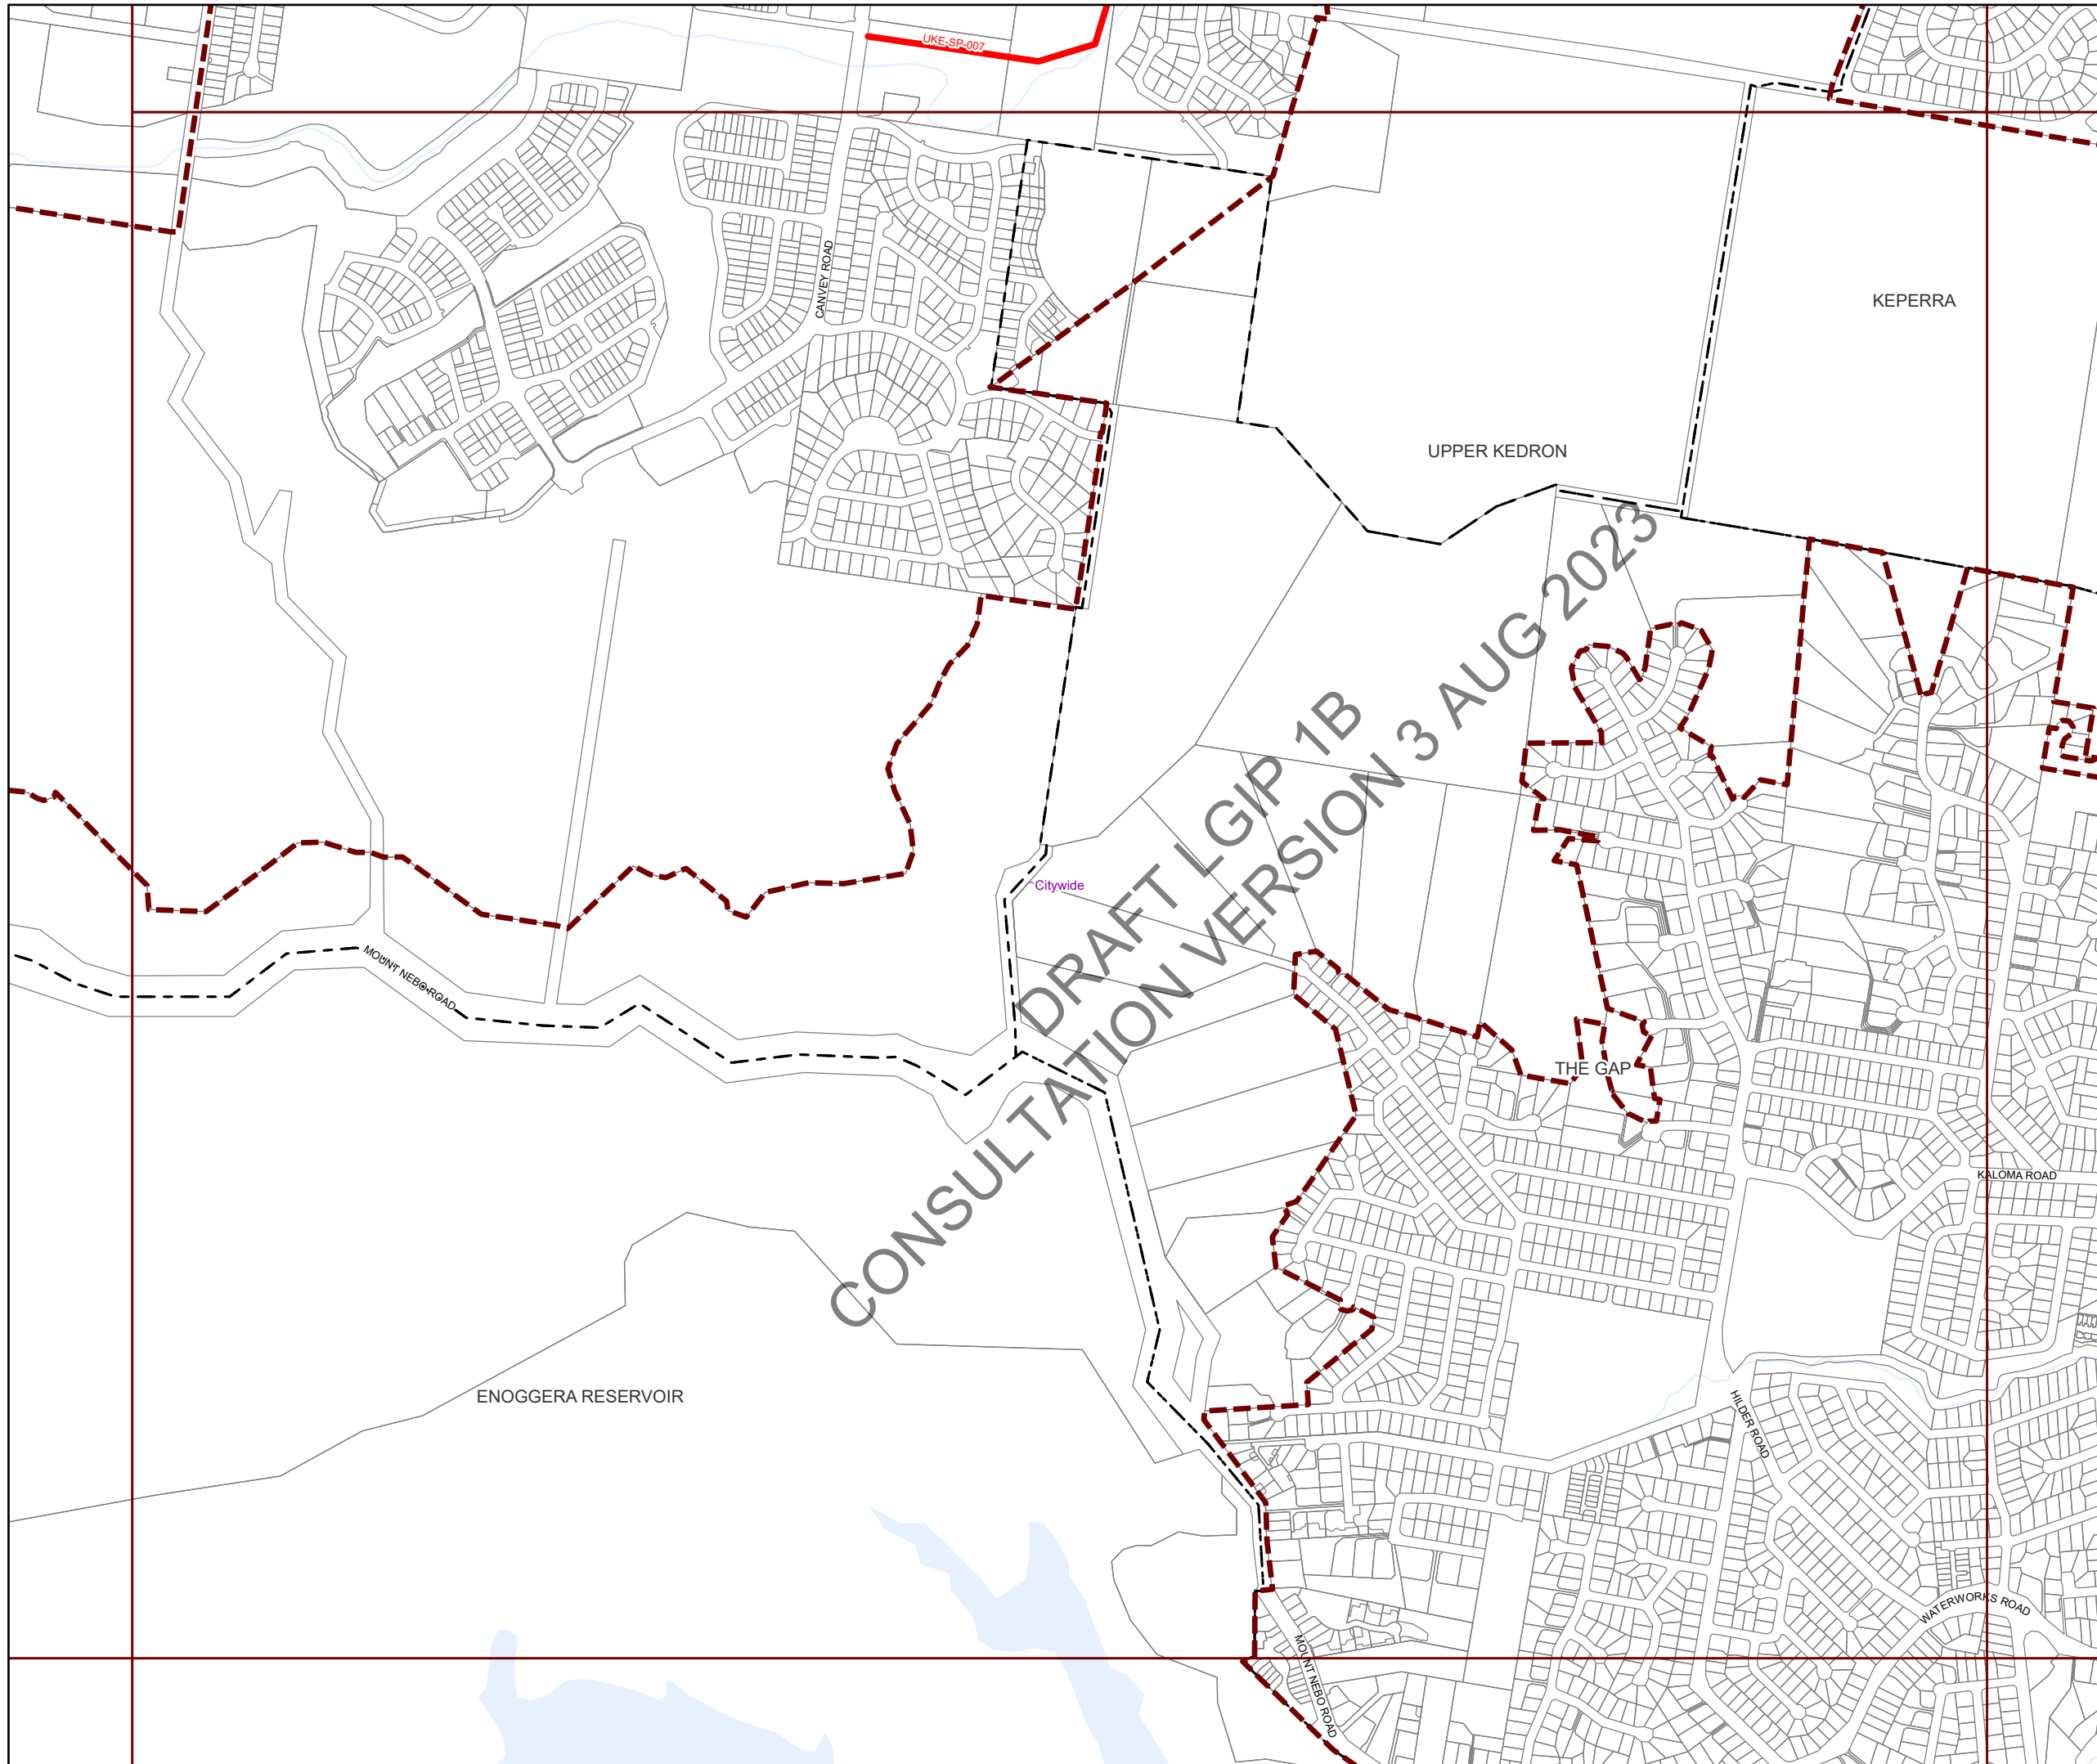 UKE-SP-007
CANVEY ROAD
KEPERRA
UPPER KEDRON
DRAFT LGIP 1B
CONSULTATION VERSION 3 AUG 2023
Citywide
MOUNT NEBO ROAD
THE GAP
KALOMA ROAD
ENOGGERA RESERVOIR
HILDER ROAD
WATERWORKS ROAD
MOUNT NEBO ROAD